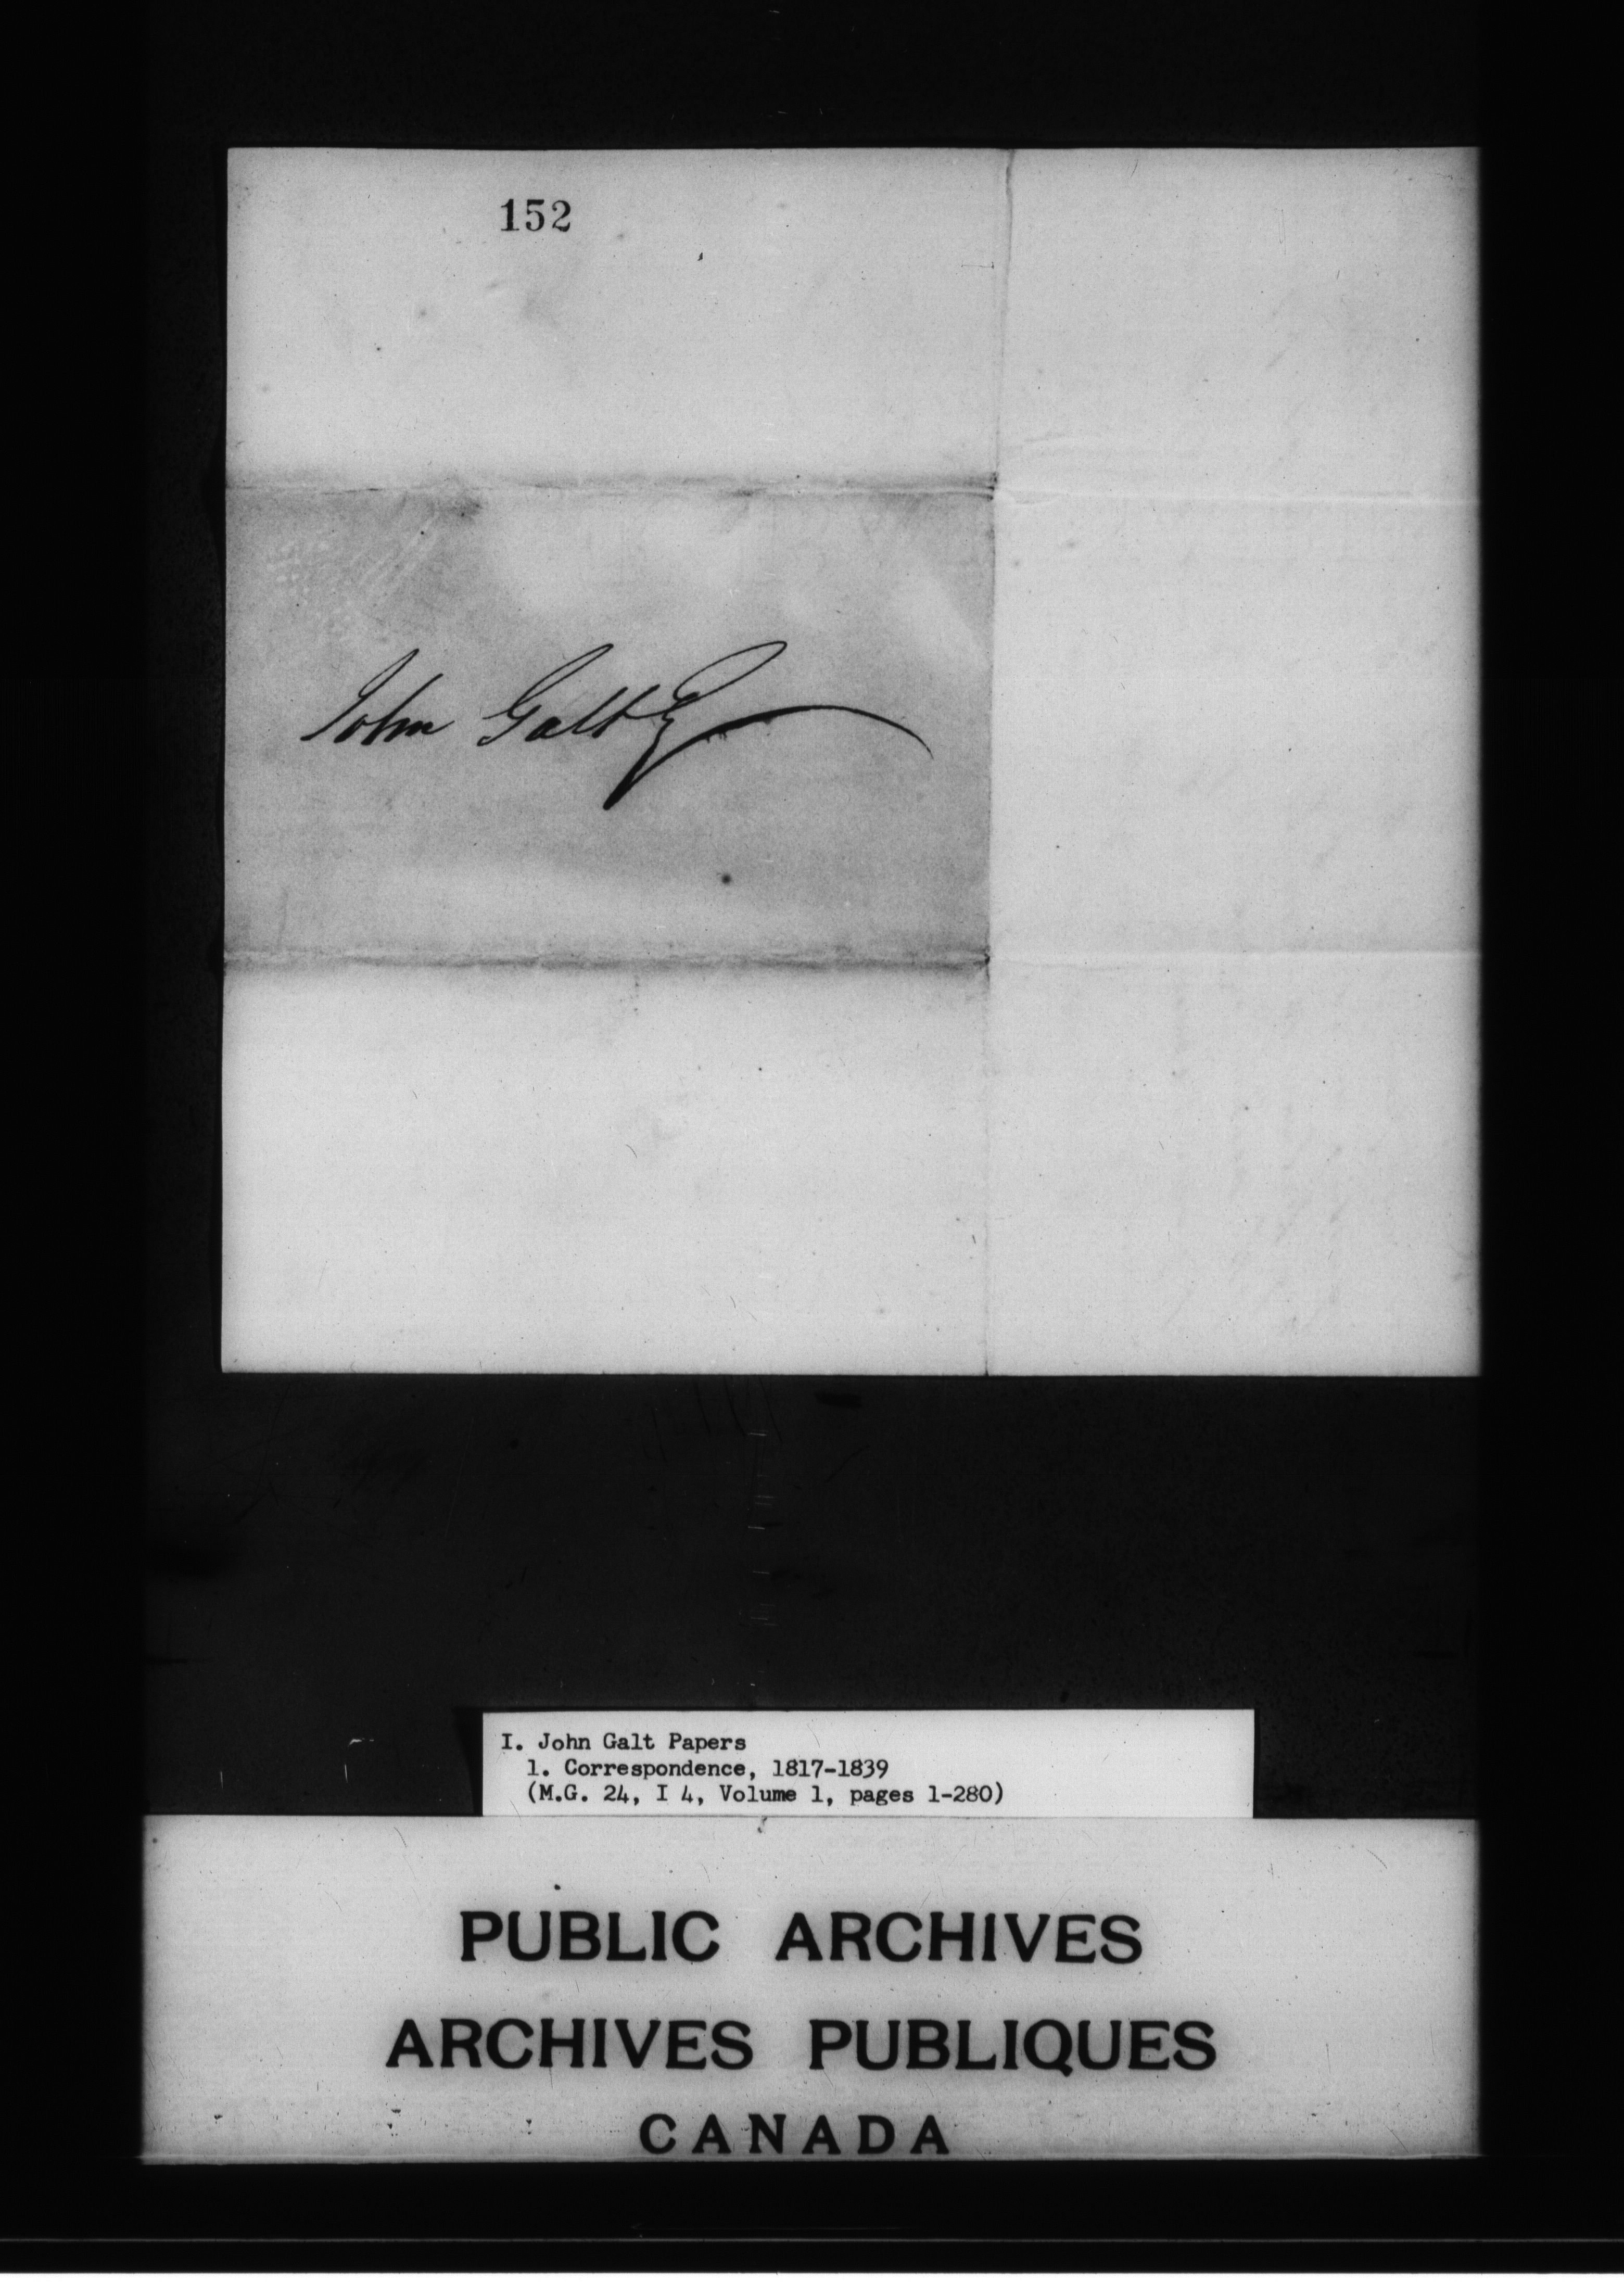 152
John Galt Esq
I. John Galt Papers
1. Correspondence, 1817-1839
(M.G. 24, I 4, Volume 1, pages 1-280)
PUBLIC ARCHIVES
ARCHIVES PUBLIQUES
CANADA